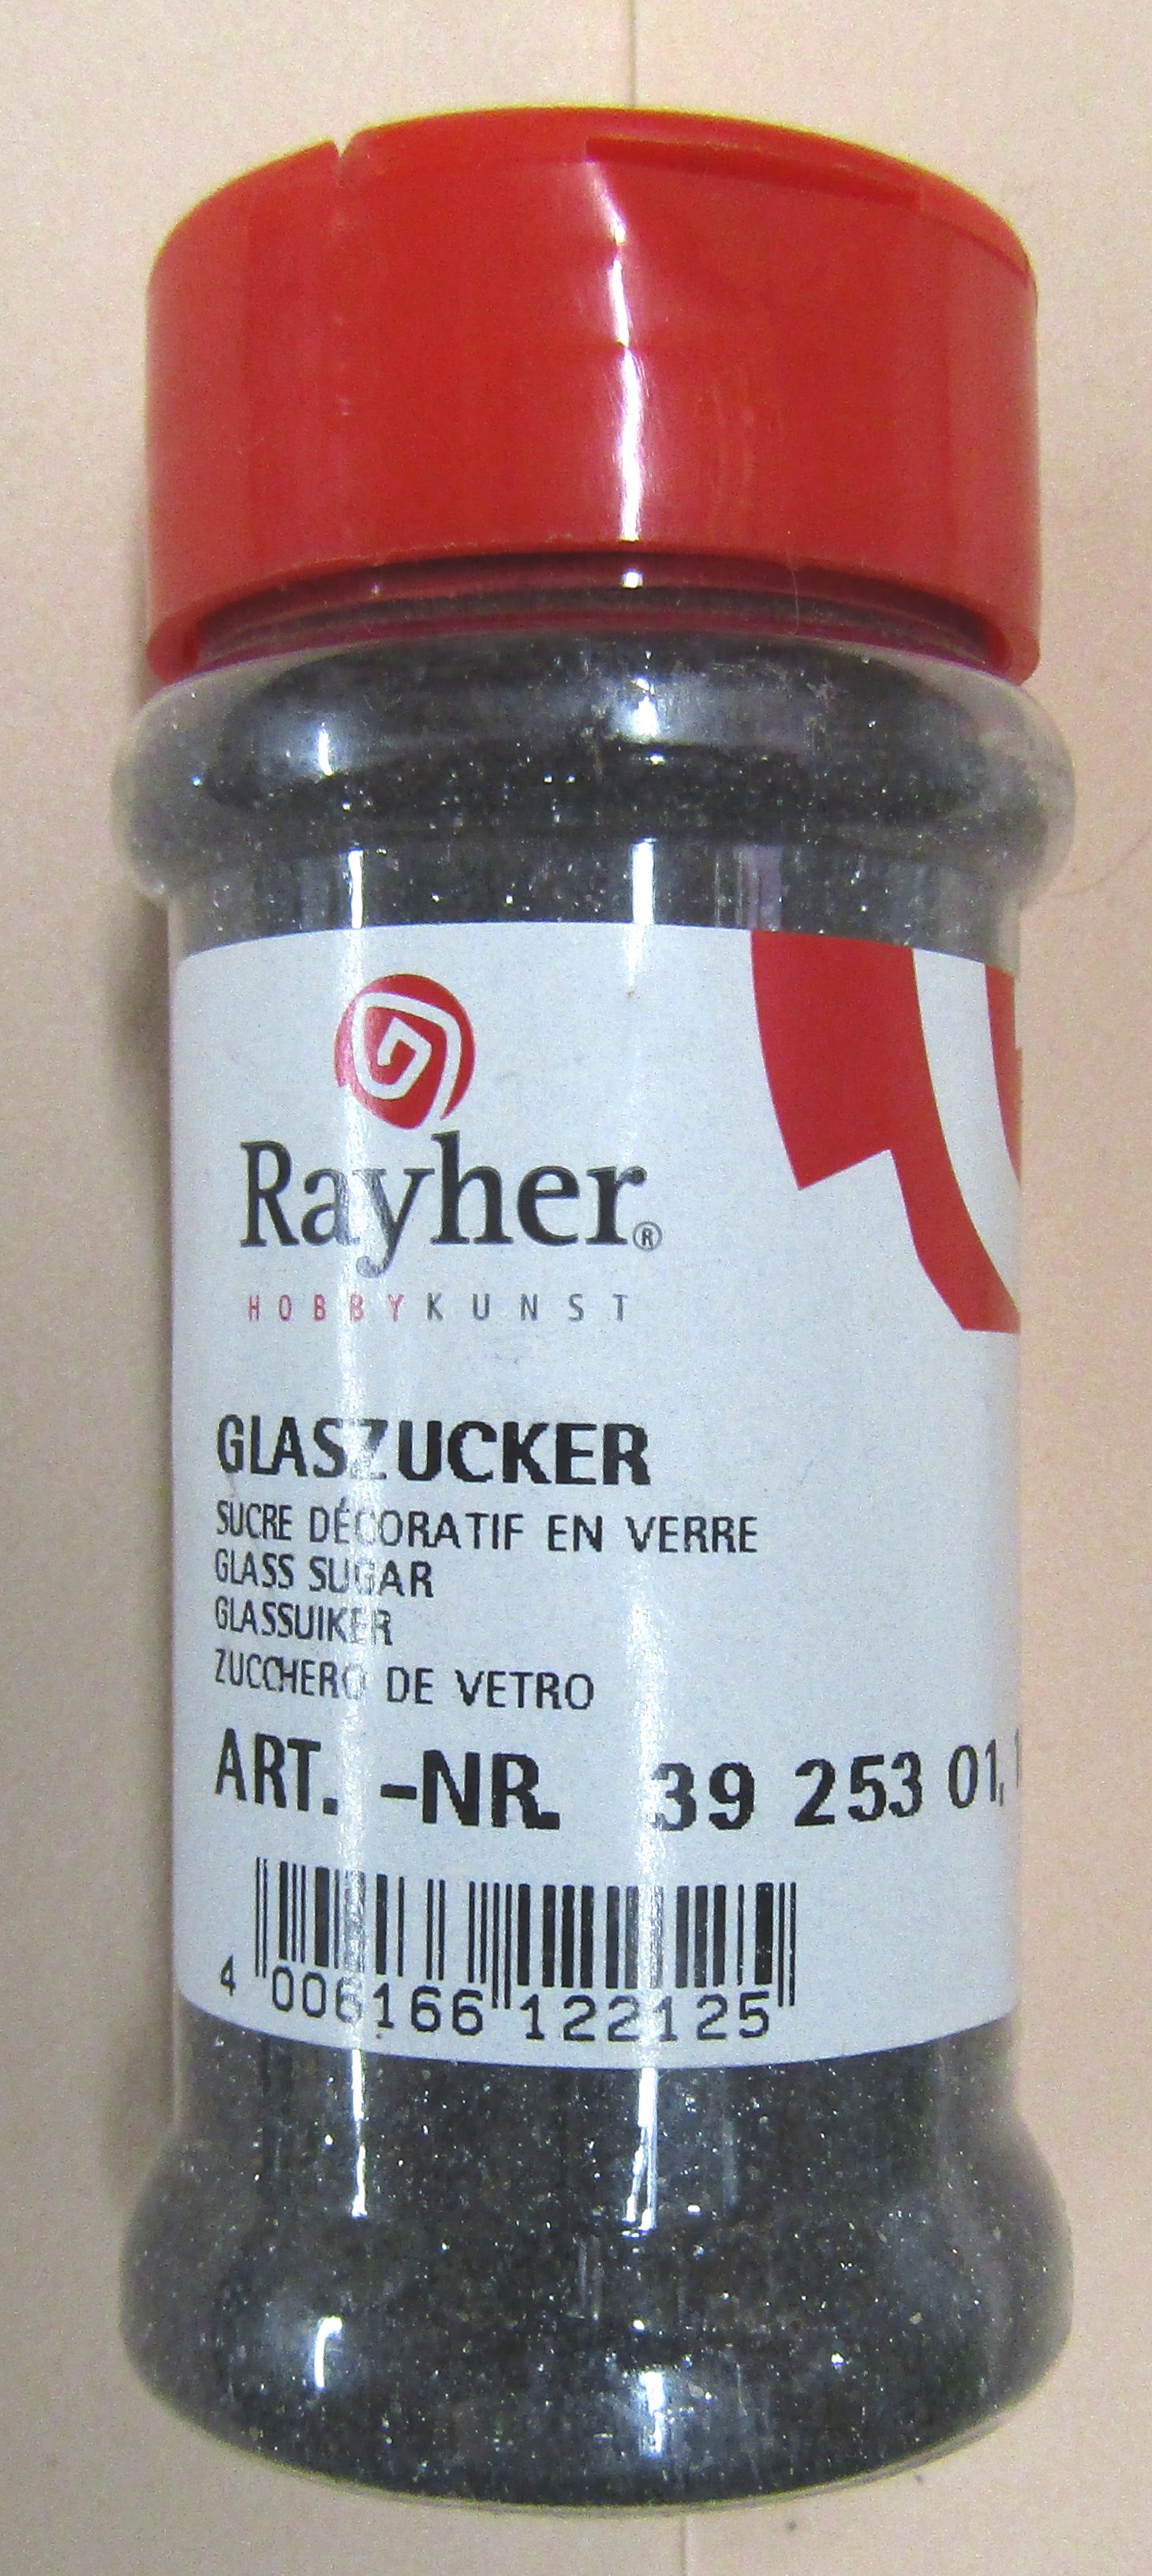 Rayher®
HOBBYKUNST
GLASZUCKER
SUCRE DÉCORATIF EN VERRE
GLASS SUGAR
GLASSUIKER
ZUCCHERO DE VETRO
ART. -NR. 39 253 01,
4 006166 122125